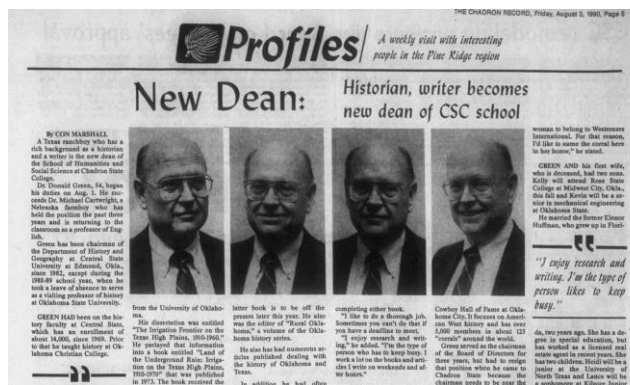 THE CHADRON RECORD, Friday, August 3, 1990, Page 5
Profiles
A weekly visit with interesting
people in the Pine Ridge region
New Dean:
Historian, writer becomes
new dean of CSC school
By CON MARSHALL
A Texas ranchboy who has a
rich background as a historian
and a writer is the new dean of
the School of Humanities and
Social Science at Chadron State
College.
Dr. Donald Green, 54, began
his duties on Aug. 1. He suc-
ceeds Dr. Michael Cartwright, a
Nebraska farmboy who has
held the position the past three
years and is returning to the
classroom as a professor of Eng-
lish.
Green has been chairman of
the Department of History and
Geography at Central State
University at Edmond, Okla.,
since 1982, except during the
1988-89 school year, when he
took a leave of absence to serve
as a visiting professor of history
at Oklahoma State University.
GREEN HAD been on the his-
tory faculty at Central State,
which has an enrollment of
about 14,000, since 1969. Prior
to that he taught history at Ok-
lahoma Christian College.
from the University of Oklaho-
ma.
His dissertation was entitled
"The Irrigation Frontier on the
Texas High Plains, 1910-1960."
He parlayed that information
into a book entitled "Land of
the Underground Rain: Irriga-
tion on the Texas High Plains,
1910-1970" that was published
in 1973. The book received the
latter book is to be off the
presses later this year. He also
was the editor of "Rural Okla-
homa," a volume of the Okla-
homa history series.
He also has had numerous ar-
ticles published dealing with
the history of Oklahoma and
Texas.
In addition, he had often
completing either book.
"I like to do a thorough job.
Sometimes you can't do that if
you have a deadline to meet.
"I enjoy research and writ-
ing," he added. "I'm the type of
person who has to keep busy. I
work a lot on the books and arti-
cles I write on weekends and af-
ter hours."
Cowboy Hall of Fame at Okla-
homa City. It focuses on Ameri-
can West history and has over
5,000 members in about 125
"corrals" around the world.
Green served as the chairman
of the Board of Directors for
three years, but had to resign
that position when he came to
Chadron State because the
chairman needs to be near the
woman to belong to Westerners
International. For that reason,
I'd like to name the corral here
in her honor," he stated.
GREEN AND his first wife,
who is deceased, had two sons.
Kelly will attend Rose State
College at Midwest City, Okla.,
this fall and Kevin will be a se-
nior in mechanical engineering
at Oklahoma State.
He married the former Elenor
Huffman, who grew up in Flori-
"I enjoy research and
writing. I'm the type of
person likes to keep
busy."
da, two years ago. She has a de-
gree in special education, but
has worked as a licensed real
estate agent in recent years. She
has two children. Heidi will be a
junior at the University of
North Texas and Lance will be